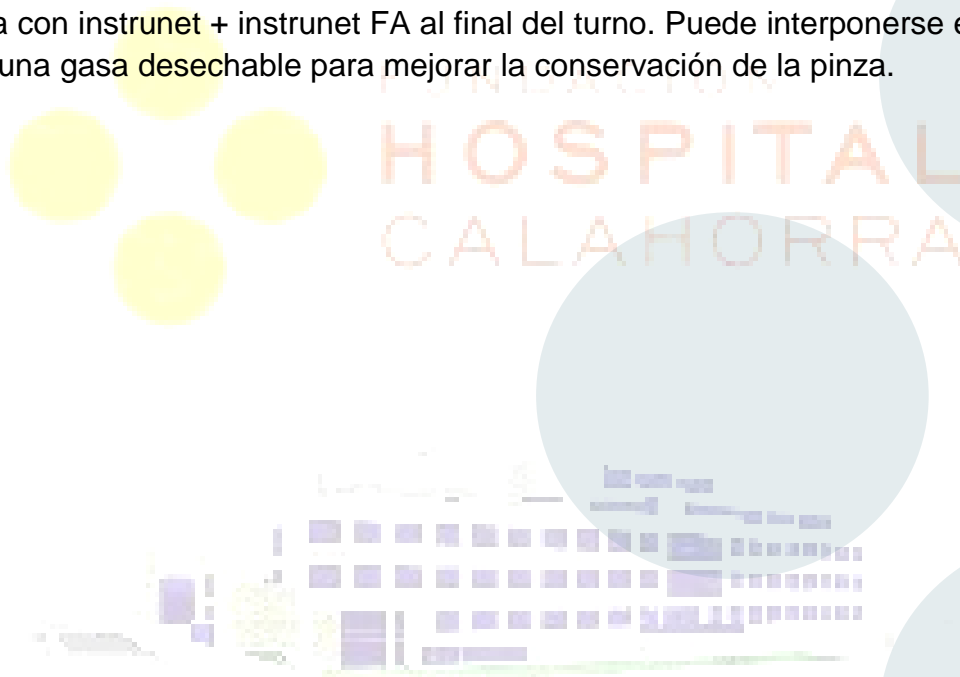 a con instrunet + instrunet FA al final del turno. Puede interponerse e
una gasa desechable para mejorar la conservación de la pinza.
FUNDACIÓN
HOSPITAL
CALAHORRA